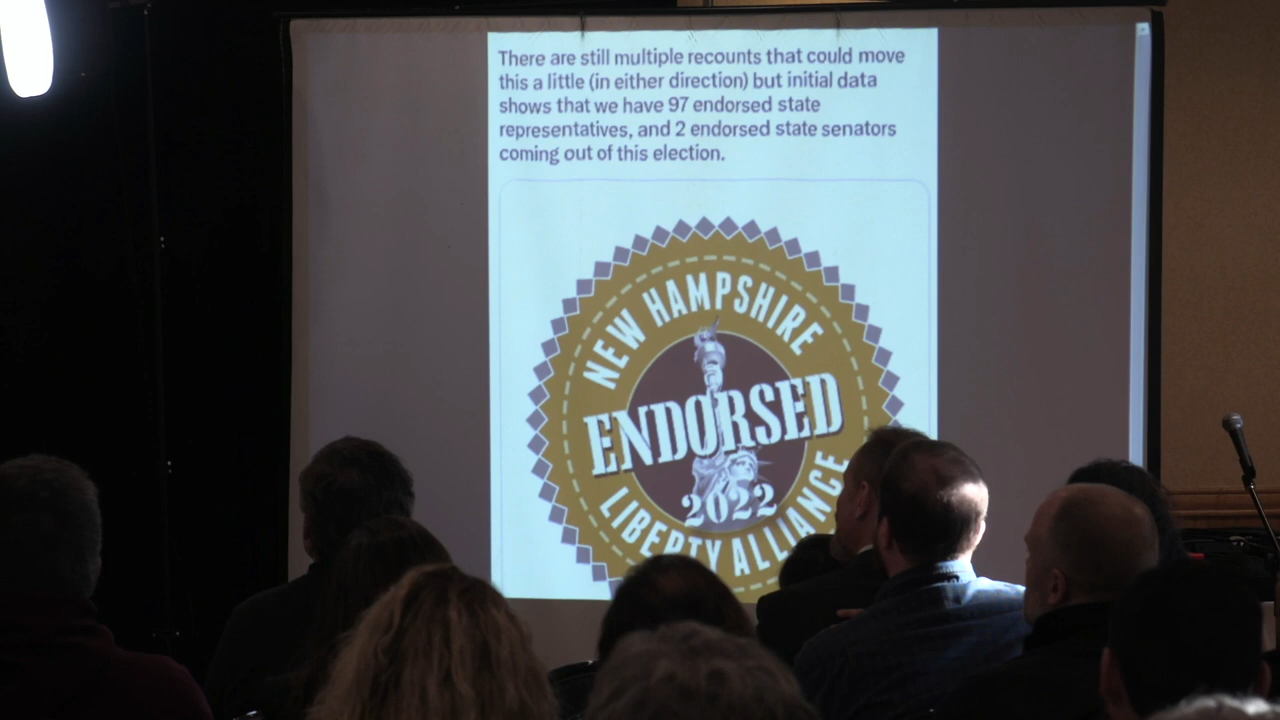 There are still multiple recounts that could move
this a little (in either direction) but initial data
shows that we have 97 endorsed state
representatives, and 2 endorsed state senators
coming out of this election.
NEW HAMPSHIRE
ENDORSED
2022
LIBERTY ALLIANCE